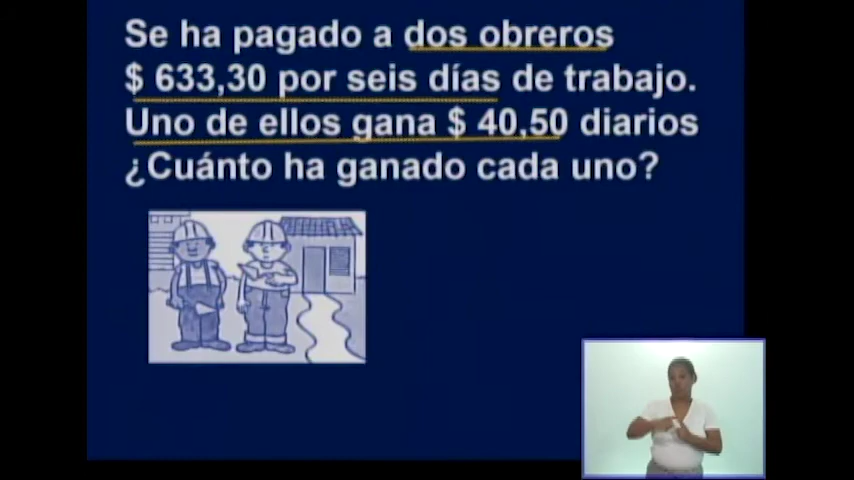 Se ha pagado a dos obreros
$ 633,30 por seis días de trabajo.
Uno de ellos gana $ 40,50 diarios
¿Cuánto ha ganado cada uno?